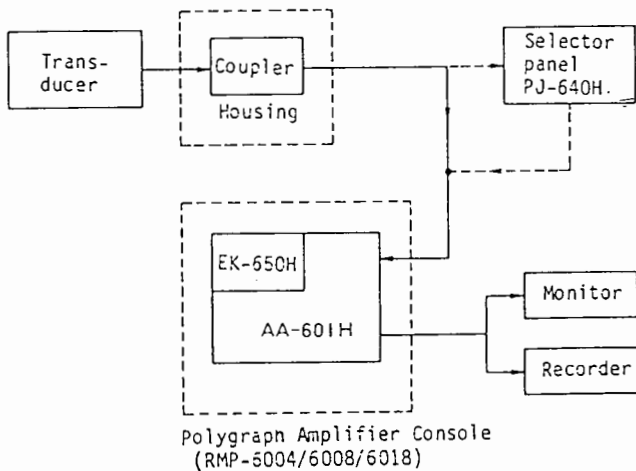 Trans-
ducer
Coupler
Housing
Selector
panel
PJ-640H.
EK-650H
AA-601H
Monitor
Recorder
Polygraph Amplifier Console
(RMP-6004/6008/6018)